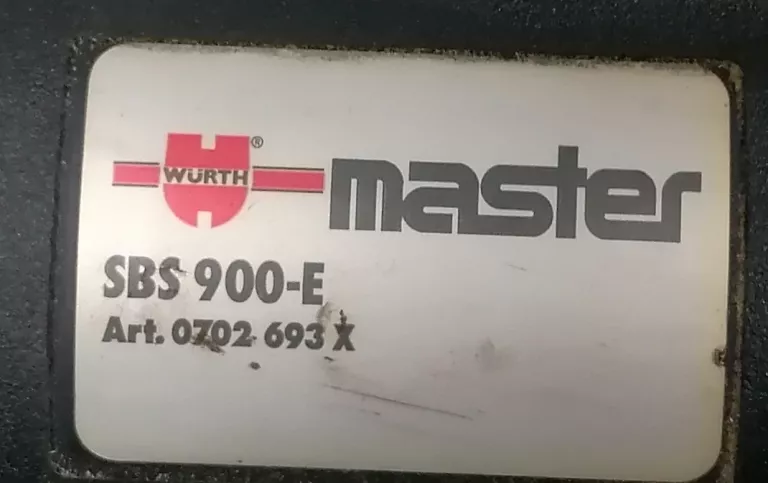 WÜRTH® master
SBS 900-E
Art. 0702 693 X